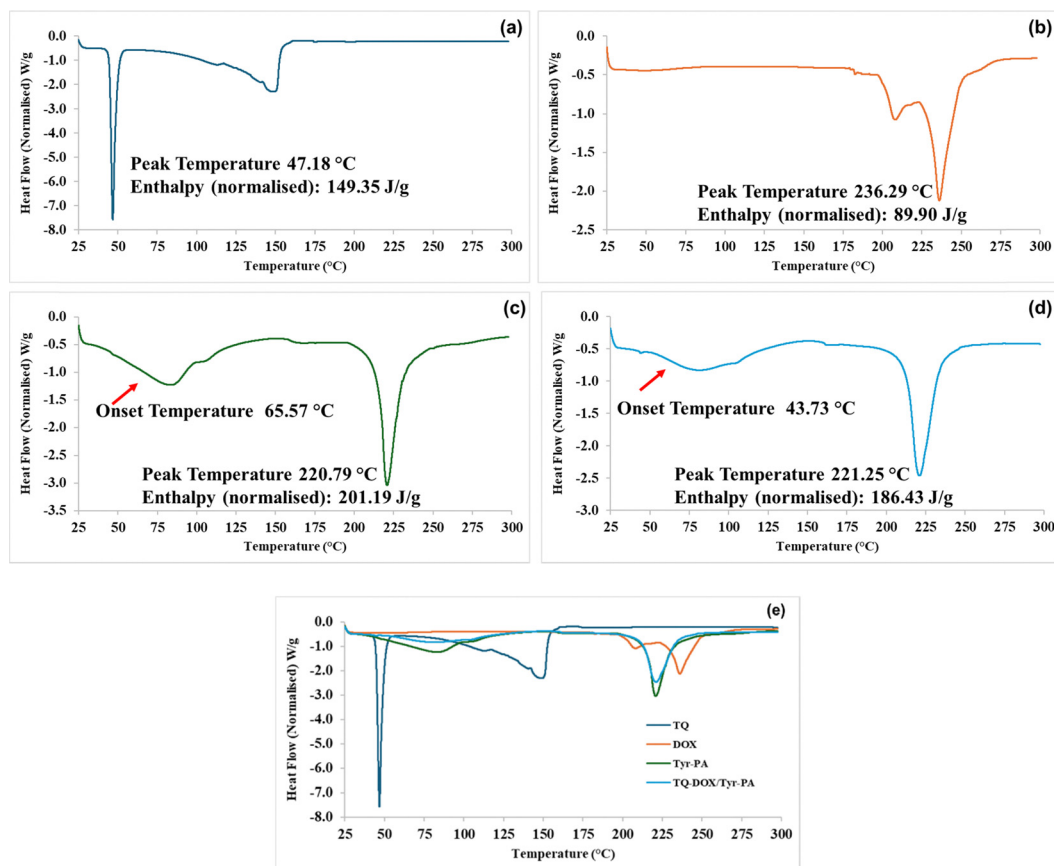 (a)
Heat Flow (Normalised) W/g
0.0
-1.0
-2.0
-3.0
-4.0
-5.0
-6.0
-7.0
-8.0
Peak Temperature 47.18 °C
Enthalpy (normalised): 149.35 J/g
25 50 75 100 125 150 175 200 225 250 275 300
Temperature (°C)
(b)
Heat Flow (Normalised) W/g
0.0
-0.5
-1.0
-1.5
-2.0
-2.5
Peak Temperature 236.29 °C
Enthalpy (normalised): 89.90 J/g
25 50 75 100 125 150 175 200 225 250 275 300
Temperature (°C)
(c)
Heat Flow (Normalised) W/g
0.0
-0.5
-1.0
-1.5
-2.0
-2.5
-3.0
-3.5
Onset Temperature 65.57 °C
Peak Temperature 220.79 °C
Enthalpy (normalised): 201.19 J/g
25 50 75 100 125 150 175 200 225 250 275 300
Temperature (°C)
(d)
Heat Flow (Normalised) W/g
0.0
-0.5
-1.0
-1.5
-2.0
-2.5
-3.0
Onset Temperature 43.73 °C
Peak Temperature 221.25 °C
Enthalpy (normalised): 186.43 J/g
25 50 75 100 125 150 175 200 225 250 275 300
Temperature (°C)
(e)
Heat Flow (Normalised) W/g
0.0
-1.0
-2.0
-3.0
-4.0
-5.0
-6.0
-7.0
-8.0
TQ
DOX
Tyr-PA
TQ-DOX/Tyr-PA
25 50 75 100 125 150 175 200 225 250 275 300
Temperature (°C)